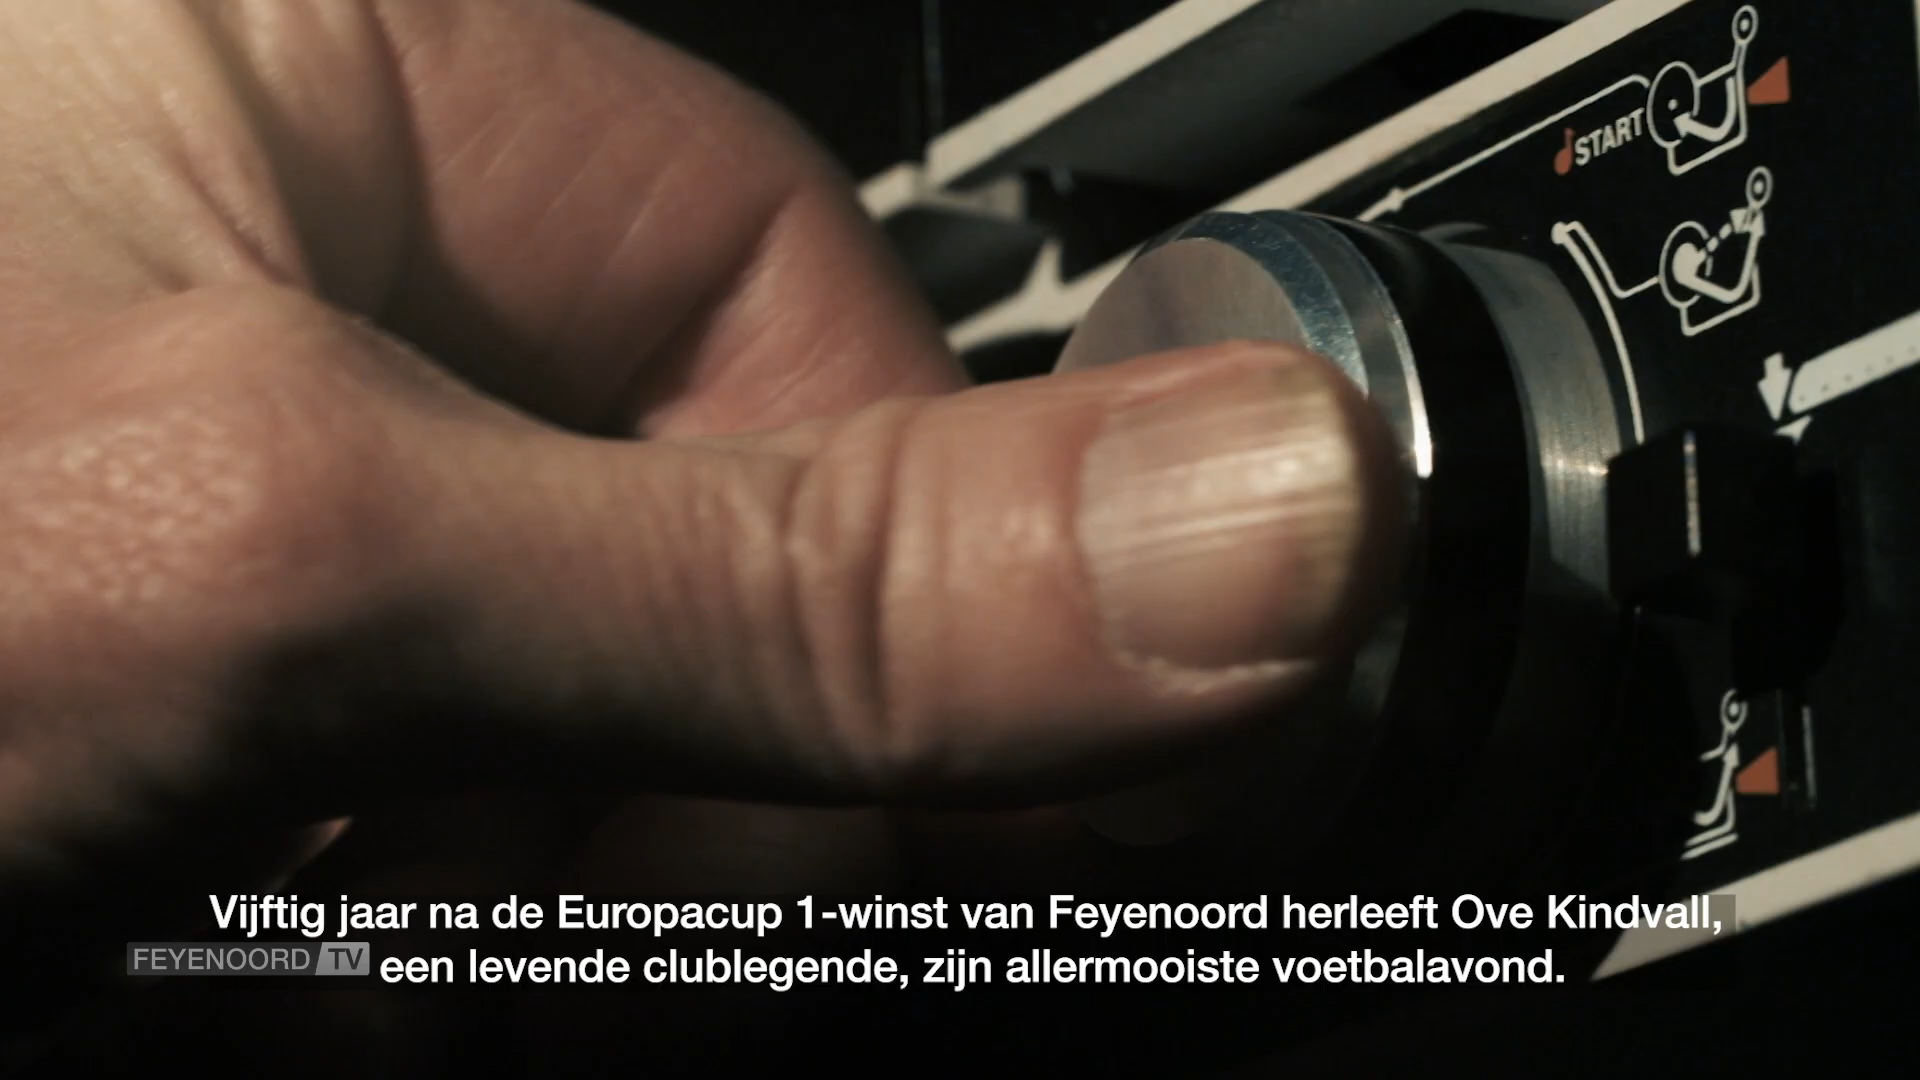 START
Vijftig jaar na de Europacup 1-winst van Feyenoord herleeft Ove Kindvall,
FEYENOORD TV
een levende clublegende, zijn allermooiste voetbalavond.